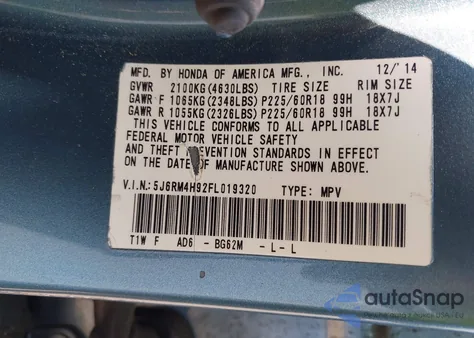 MFD. BY HONDA OF AMERICA MFG., INC. 12/'14
GVWR 2100KG(4630LBS) TIRE SIZE RIM SIZE
GAWR F 1065KG(2348LBS) P225/60R18 99H 18X7J
GAWR R 1055KG(2326LBS) P225/60R18 99H 18X7J
THIS VEHICLE CONFORMS TO ALL APPLICABLE
FEDERAL MOTOR VEHICLE SAFETY
AND THEFT PREVENTION STANDARDS IN EFFECT
ON THE DATE OF MANUFACTURE SHOWN ABOVE.
V.I.N.:5J6RM4H92FL019320 TYPE: MPV
T1W F AD6 - BG62M - L - L
autoSnap